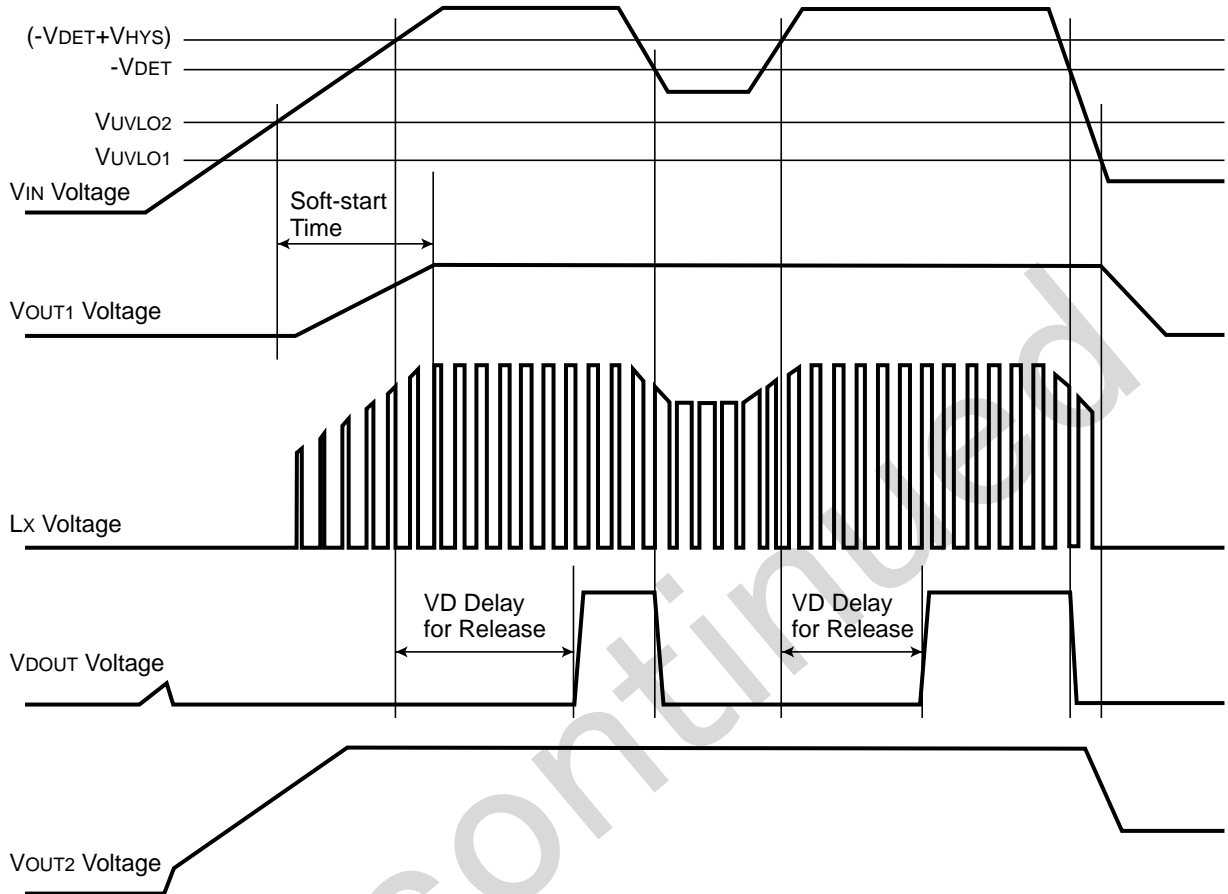 (-VDET+VHYS)
-VDET
VUVLO2
VUVLO1
VIN Voltage
Soft-start
Time
VOUT1 Voltage
LX Voltage
VD Delay
for Release
VD Delay
for Release
VDOUT Voltage
VOUT2 Voltage
continued